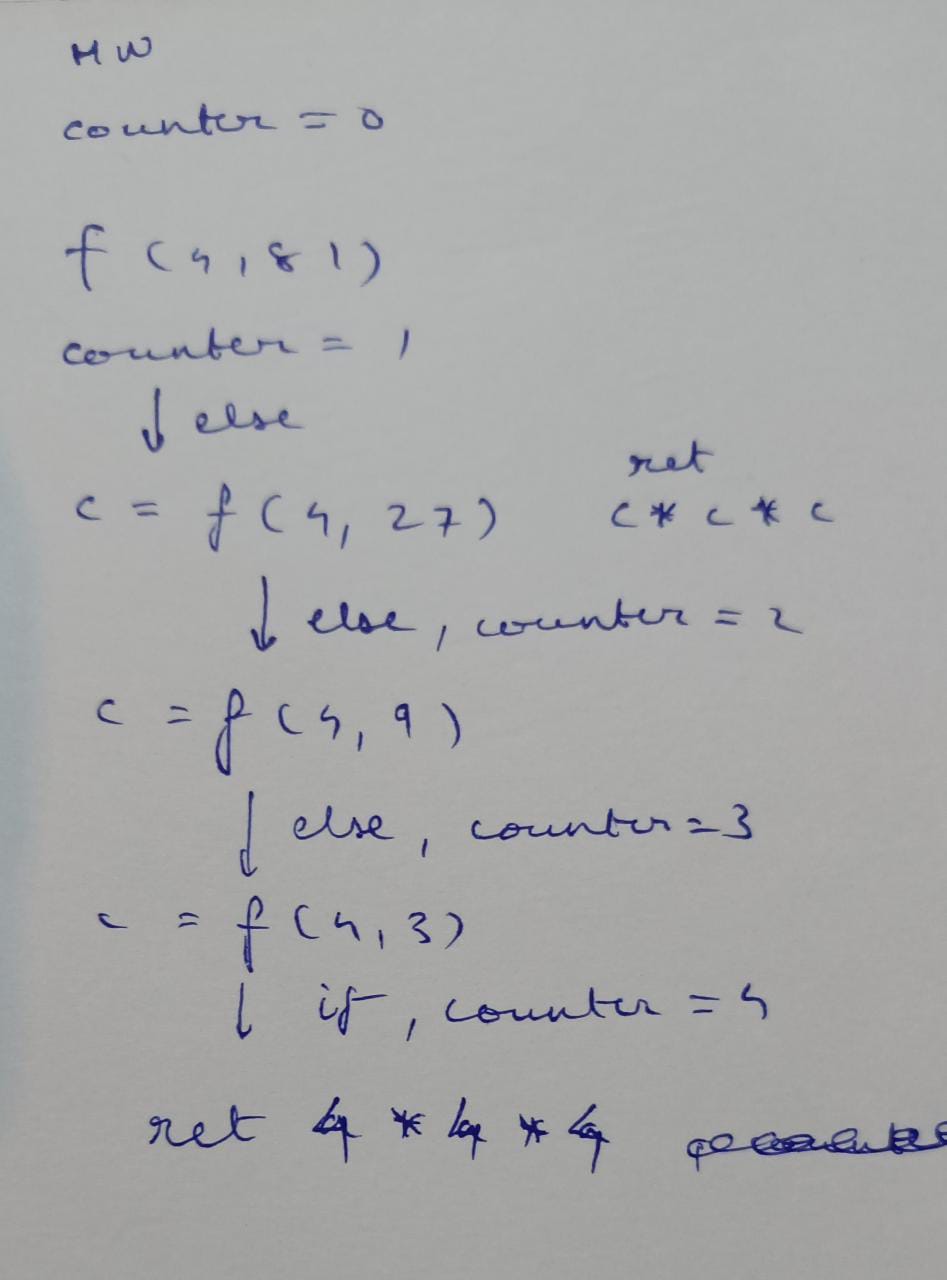 HW
counter = 0
f (4,81)
counter = 1
↓ else
ret
c = f(4, 27) c * c * c
↓ else, counter = 2
c = f(4, 9)
↓ else, counter = 3
c = f(4,3)
↓ if, counter = 4
ret 4 * 4 * 4